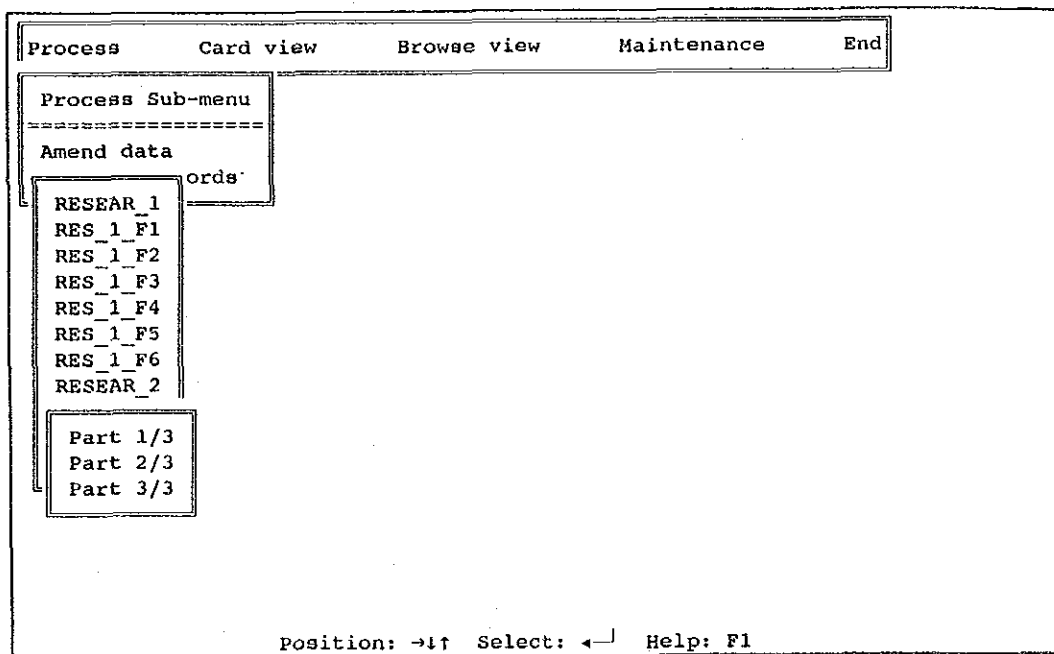 Process Card view Browse view Maintenance End
Process Sub-menu
==================
Amend data
ords
RESEAR_1
RES_1_F1
RES_1_F2
RES_1_F3
RES_1_F4
RES_1_F5
RES_1_F6
RESEAR_2
Part 1/3
Part 2/3
Part 3/3
Position: →↓↑ Select: ◄─┘ Help: F1